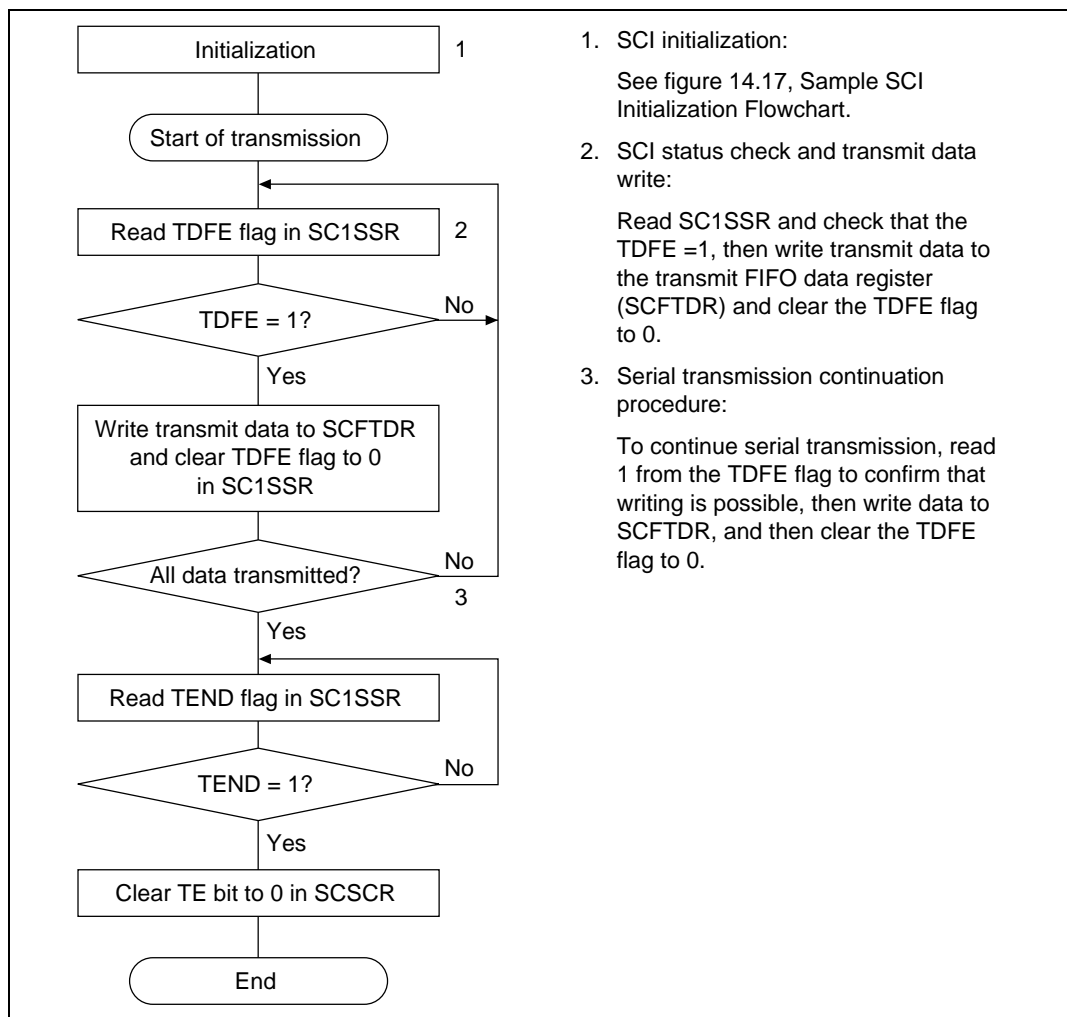 Initialization
1
Start of transmission
Read TDFE flag in SC1SSR
2
TDFE = 1?
No
Yes
Write transmit data to SCFTDR
and clear TDFE flag to 0
in SC1SSR
All data transmitted?
No
3
Yes
Read TEND flag in SC1SSR
TEND = 1?
No
Yes
Clear TE bit to 0 in SCSCR
End
1. SCI initialization:
See figure 14.17, Sample SCI
Initialization Flowchart.
2. SCI status check and transmit data
write:
Read SC1SSR and check that the
TDFE =1, then write transmit data to
the transmit FIFO data register
(SCFTDR) and clear the TDFE flag
to 0.
3. Serial transmission continuation
procedure:
To continue serial transmission, read
1 from the TDFE flag to confirm that
writing is possible, then write data to
SCFTDR, and then clear the TDFE
flag to 0.